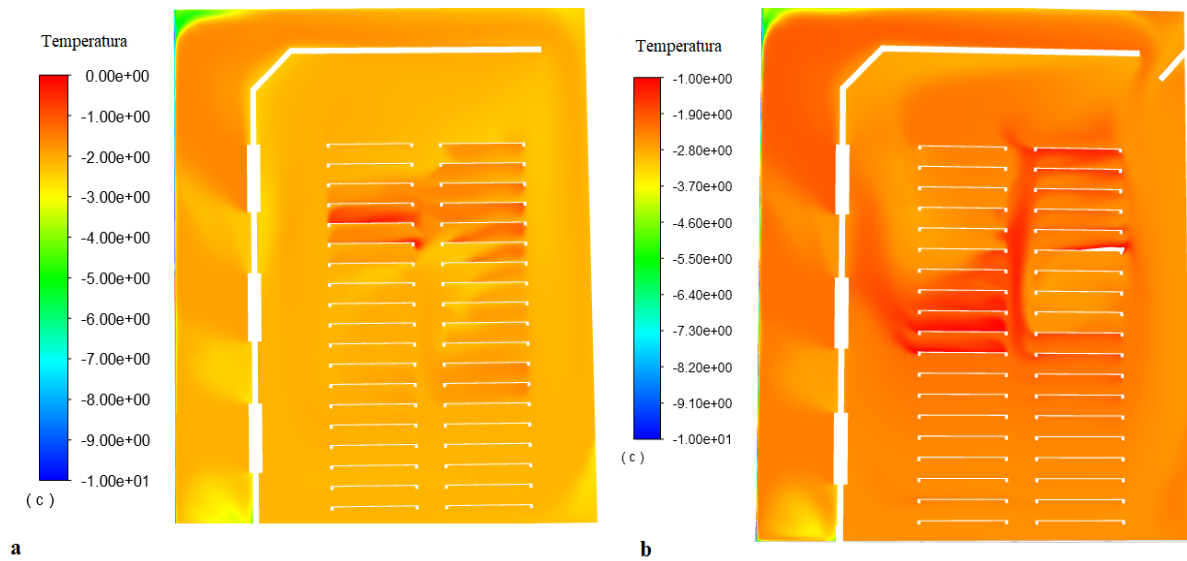 Temperatura
0.00e+00
-1.00e+00
-2.00e+00
-3.00e+00
-4.00e+00
-5.00e+00
-6.00e+00
-7.00e+00
-8.00e+00
-9.00e+00
-1.00e+01
( c )
a
Temperatura
-1.00e+00
-1.90e+00
-2.80e+00
-3.70e+00
-4.60e+00
-5.50e+00
-6.40e+00
-7.30e+00
-8.20e+00
-9.10e+00
-1.00e+01
( c )
b